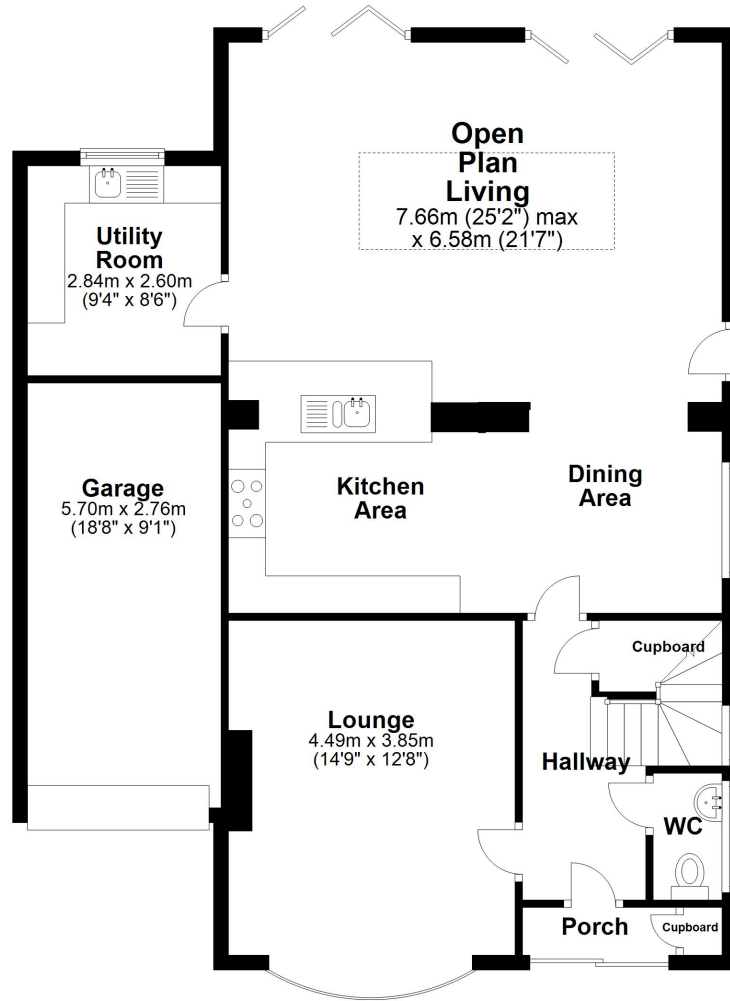 Open
Plan
Living
7.66m (25'2") max
x 6.58m (21'7")
Utility
Room
2.84m x 2.60m
(9'4" x 8'6")
Garage
5.70m x 2.76m
(18'8" x 9'1")
Kitchen
Area
Dining
Area
Cupboard
Lounge
4.49m x 3.85m
(14'9" x 12'8")
Hallway
WC
Porch
Cupboard